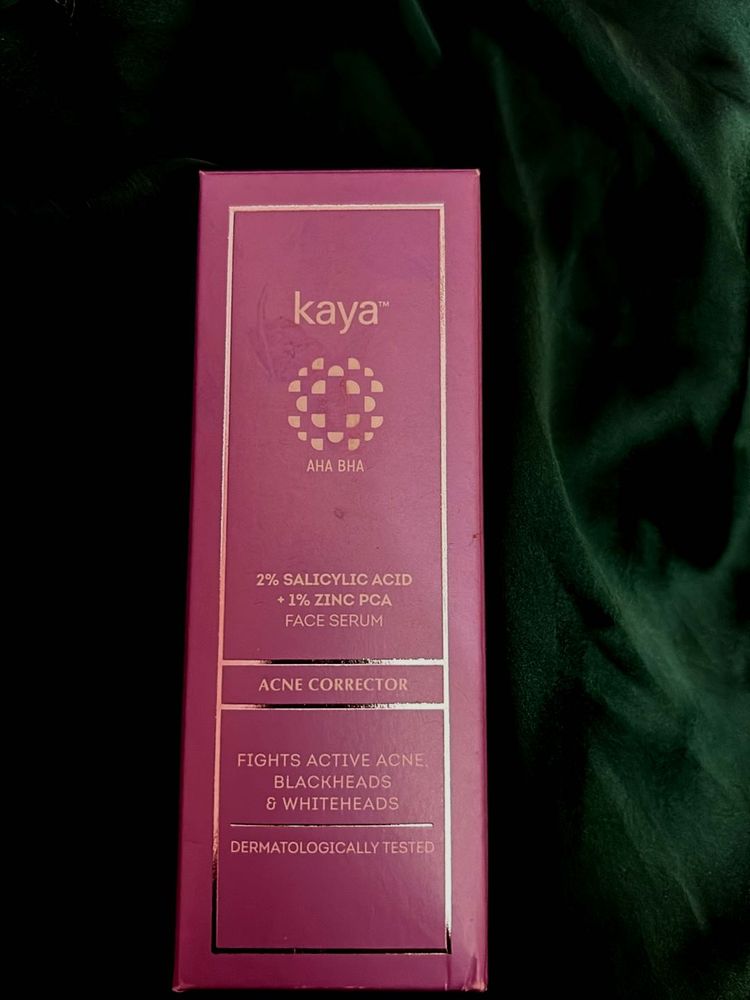 kaya™
AHA BHA
2% SALICYLIC ACID
+ 1% ZINC PCA
FACE SERUM
ACNE CORRECTOR
FIGHTS ACTIVE ACNE,
BLACKHEADS
& WHITEHEADS
DERMATOLOGICALLY TESTED